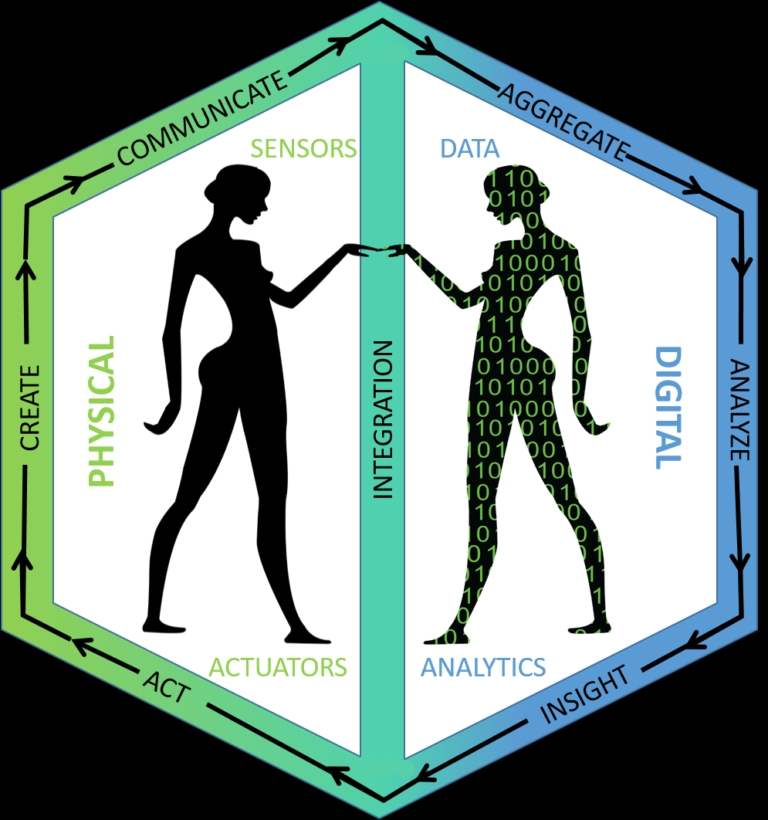 COMMUNICATE
AGGREGATE
SENSORS
DATA
CREATE
PHYSICAL
INTEGRATION
DIGITAL
ANALYZE
ACTUATORS
ANALYTICS
ACT
INSIGHT